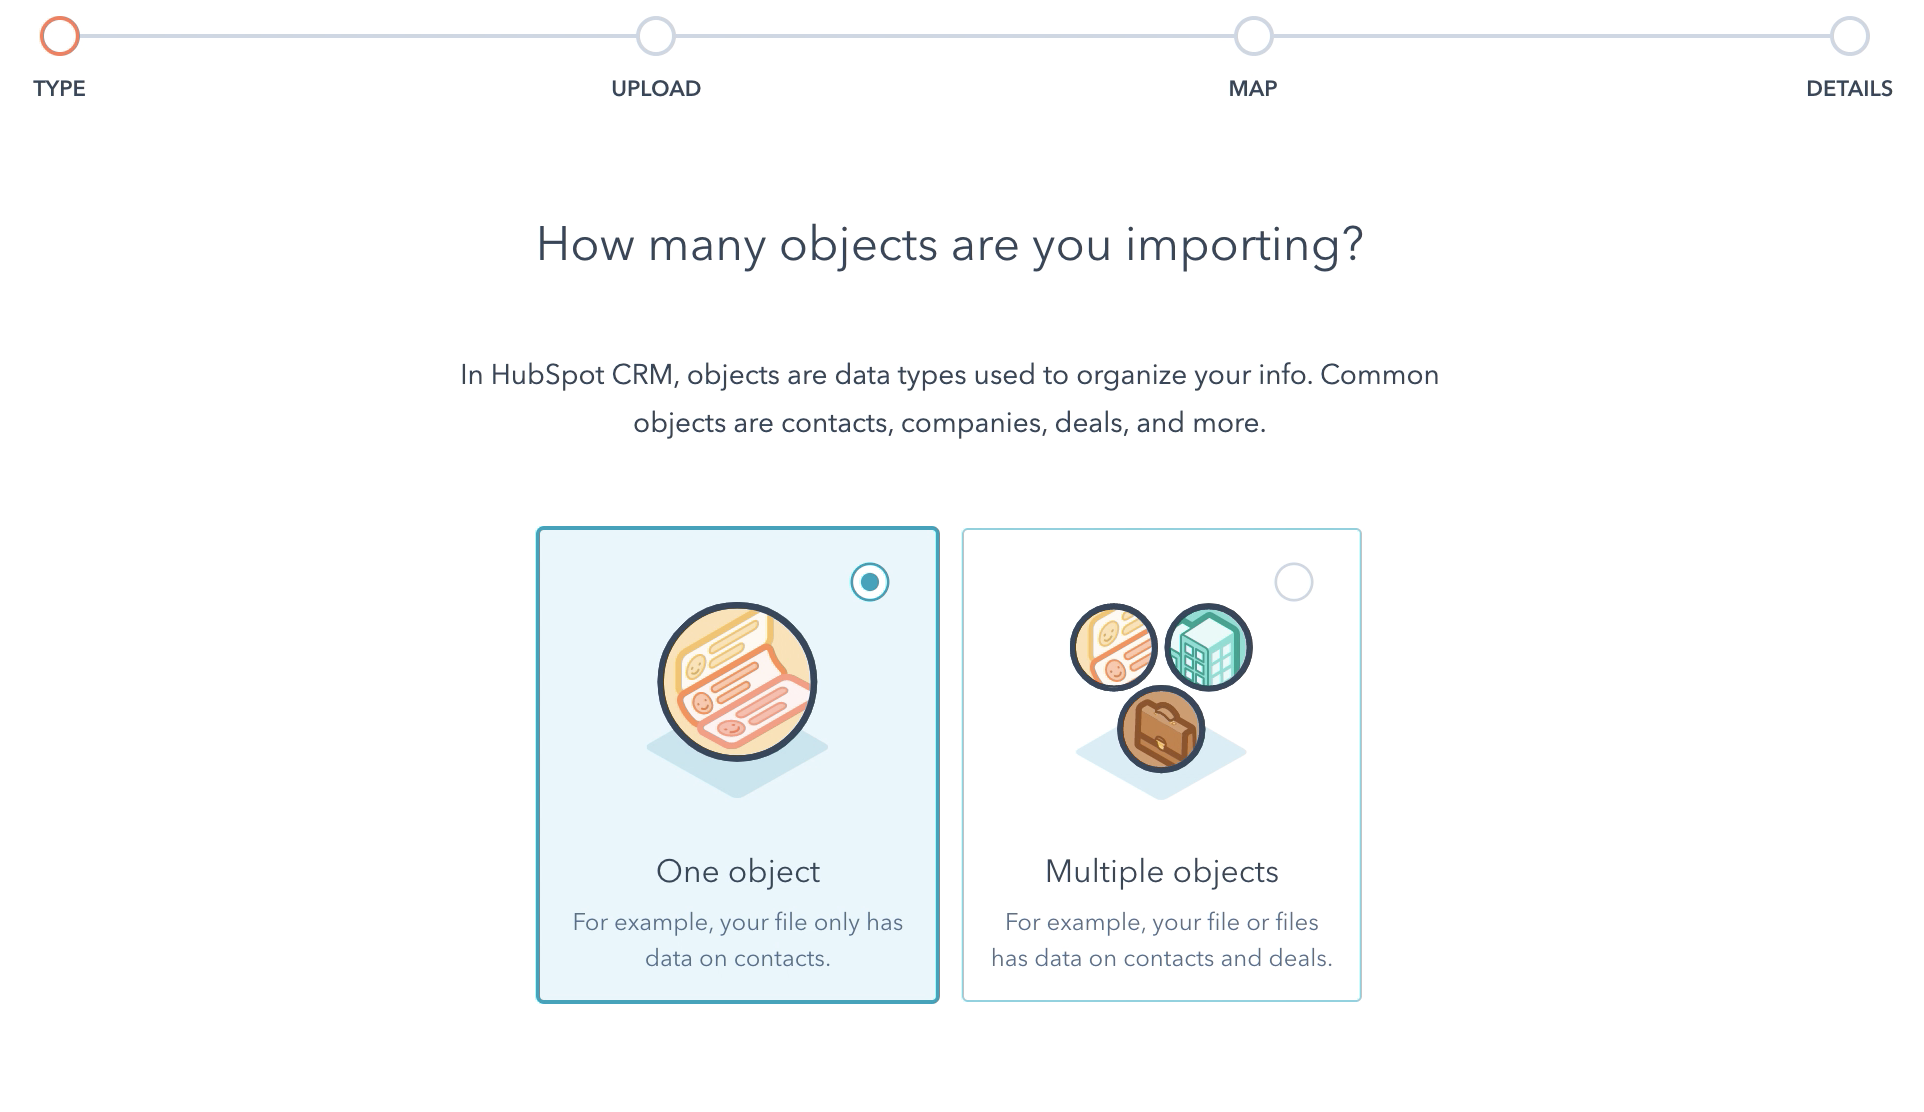 TYPE
UPLOAD
MAP
DETAILS
How many objects are you importing?
In HubSpot CRM, objects are data types used to organize your info. Common
objects are contacts, companies, deals, and more.
One object
For example, your file only has
data on contacts.
Multiple objects
For example, your file or files
has data on contacts and deals.